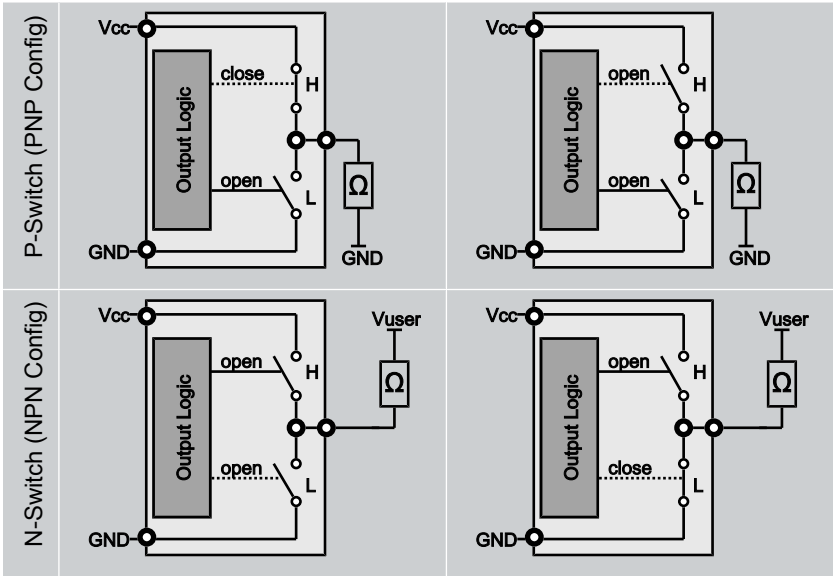 P-Switch (PNP Config)
Vcc
close
H
Output Logic
open
L
Ω
GND
GND
Vcc
open
H
Output Logic
open
L
Ω
GND
GND
N-Switch (NPN Config)
Vcc
Vuser
open
H
Ω
Output Logic
open
L
GND
Vcc
Vuser
open
H
Ω
Output Logic
close
L
GND